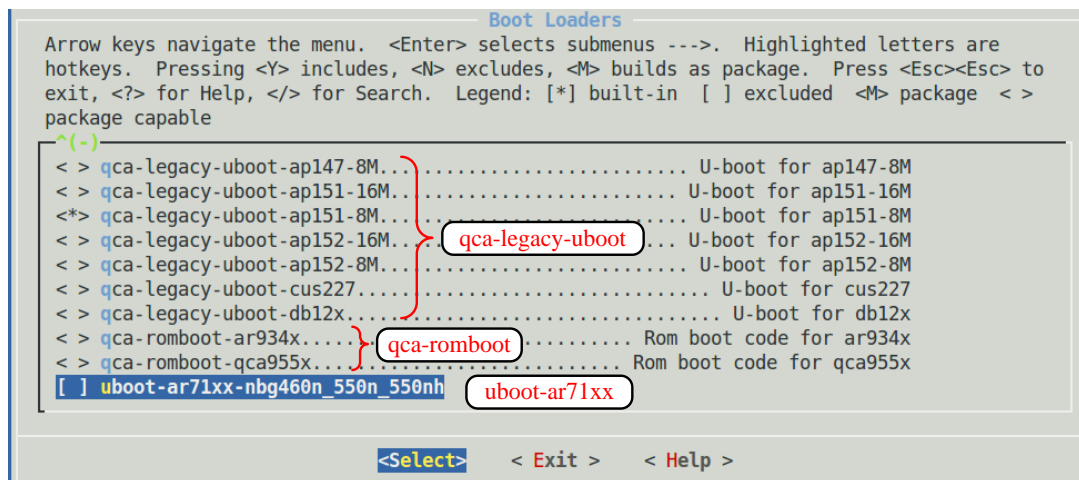 Boot Loaders
Arrow keys navigate the menu.  <Enter> selects submenus --->.  Highlighted letters are
hotkeys.  Pressing <Y> includes, <N> excludes, <M> builds as package.  Press <Esc><Esc> to
exit, <?> for Help, </> for Search.  Legend: [*] built-in  [ ] excluded  <M> package  < >
package capable
^(-)
< > qca-legacy-uboot-ap147-8M............................ U-boot for ap147-8M
< > qca-legacy-uboot-ap151-16M.......................... U-boot for ap151-16M
<*> qca-legacy-uboot-ap151-8M............................ U-boot for ap151-8M
< > qca-legacy-uboot-ap152-16M.......................... U-boot for ap152-16M
qca-legacy-uboot
< > qca-legacy-uboot-ap152-8M............................ U-boot for ap152-8M
< > qca-legacy-uboot-cus227................................ U-boot for cus227
< > qca-legacy-uboot-db12x.................................. U-boot for db12x
< > qca-romboot-ar934x.............................. Rom boot code for ar934x
qca-romboot
< > qca-romboot-qca955x............................ Rom boot code for qca955x
[ ] uboot-ar71xx-nbg460n_550n_550nh
uboot-ar71xx
<Select>    < Exit >    < Help >